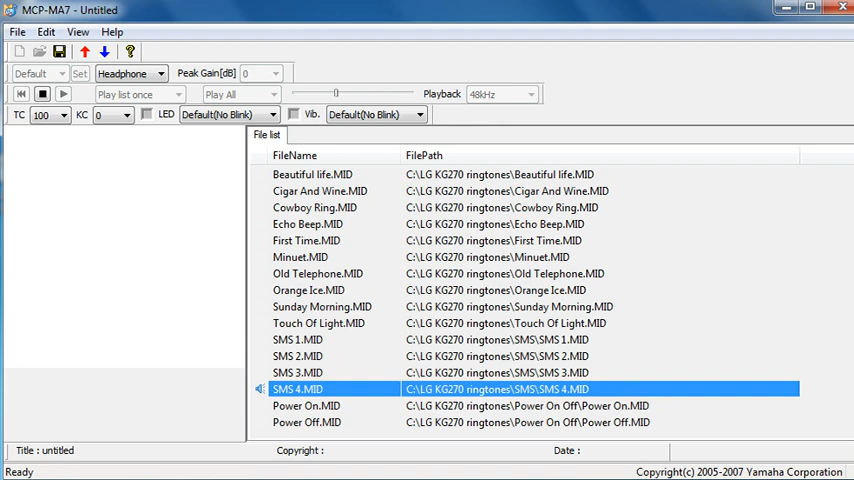 MCP-MA7 - Untitled
File Edit View Help
Default Set Headphone Peak Gain[dB] 0
Play list once Play All Playback 48kHz
TC 100 KC 0 LED Default(No Blink) Vib. Default(No Blink)
File list
FileName FilePath
Beautiful life.MID C:\LG KG270 ringtones\Beautiful life.MID
Cigar And Wine.MID C:\LG KG270 ringtones\Cigar And Wine.MID
Cowboy Ring.MID C:\LG KG270 ringtones\Cowboy Ring.MID
Echo Beep.MID C:\LG KG270 ringtones\Echo Beep.MID
First Time.MID C:\LG KG270 ringtones\First Time.MID
Minuet.MID C:\LG KG270 ringtones\Minuet.MID
Old Telephone.MID C:\LG KG270 ringtones\Old Telephone.MID
Orange Ice.MID C:\LG KG270 ringtones\Orange Ice.MID
Sunday Morning.MID C:\LG KG270 ringtones\Sunday Morning.MID
Touch Of Light.MID C:\LG KG270 ringtones\Touch Of Light.MID
SMS 1.MID C:\LG KG270 ringtones\SMS\SMS 1.MID
SMS 2.MID C:\LG KG270 ringtones\SMS\SMS 2.MID
SMS 3.MID C:\LG KG270 ringtones\SMS\SMS 3.MID
SMS 4.MID C:\LG KG270 ringtones\SMS\SMS 4.MID
Power On.MID C:\LG KG270 ringtones\Power On Off\Power On.MID
Power Off.MID C:\LG KG270 ringtones\Power On Off\Power Off.MID
Title : untitled Copyright : Date :
Ready Copyright(c) 2005-2007 Yamaha Corporation